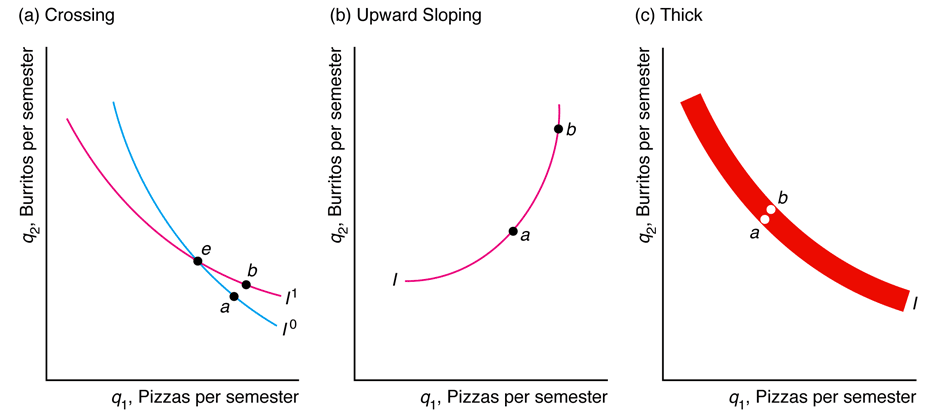 (a) Crossing
q2, Burritos per semester
e
b
a
I1
I0
q1, Pizzas per semester
(b) Upward Sloping
q2, Burritos per semester
b
a
I
q1, Pizzas per semester
(c) Thick
q2, Burritos per semester
b
a
I
q1, Pizzas per semester